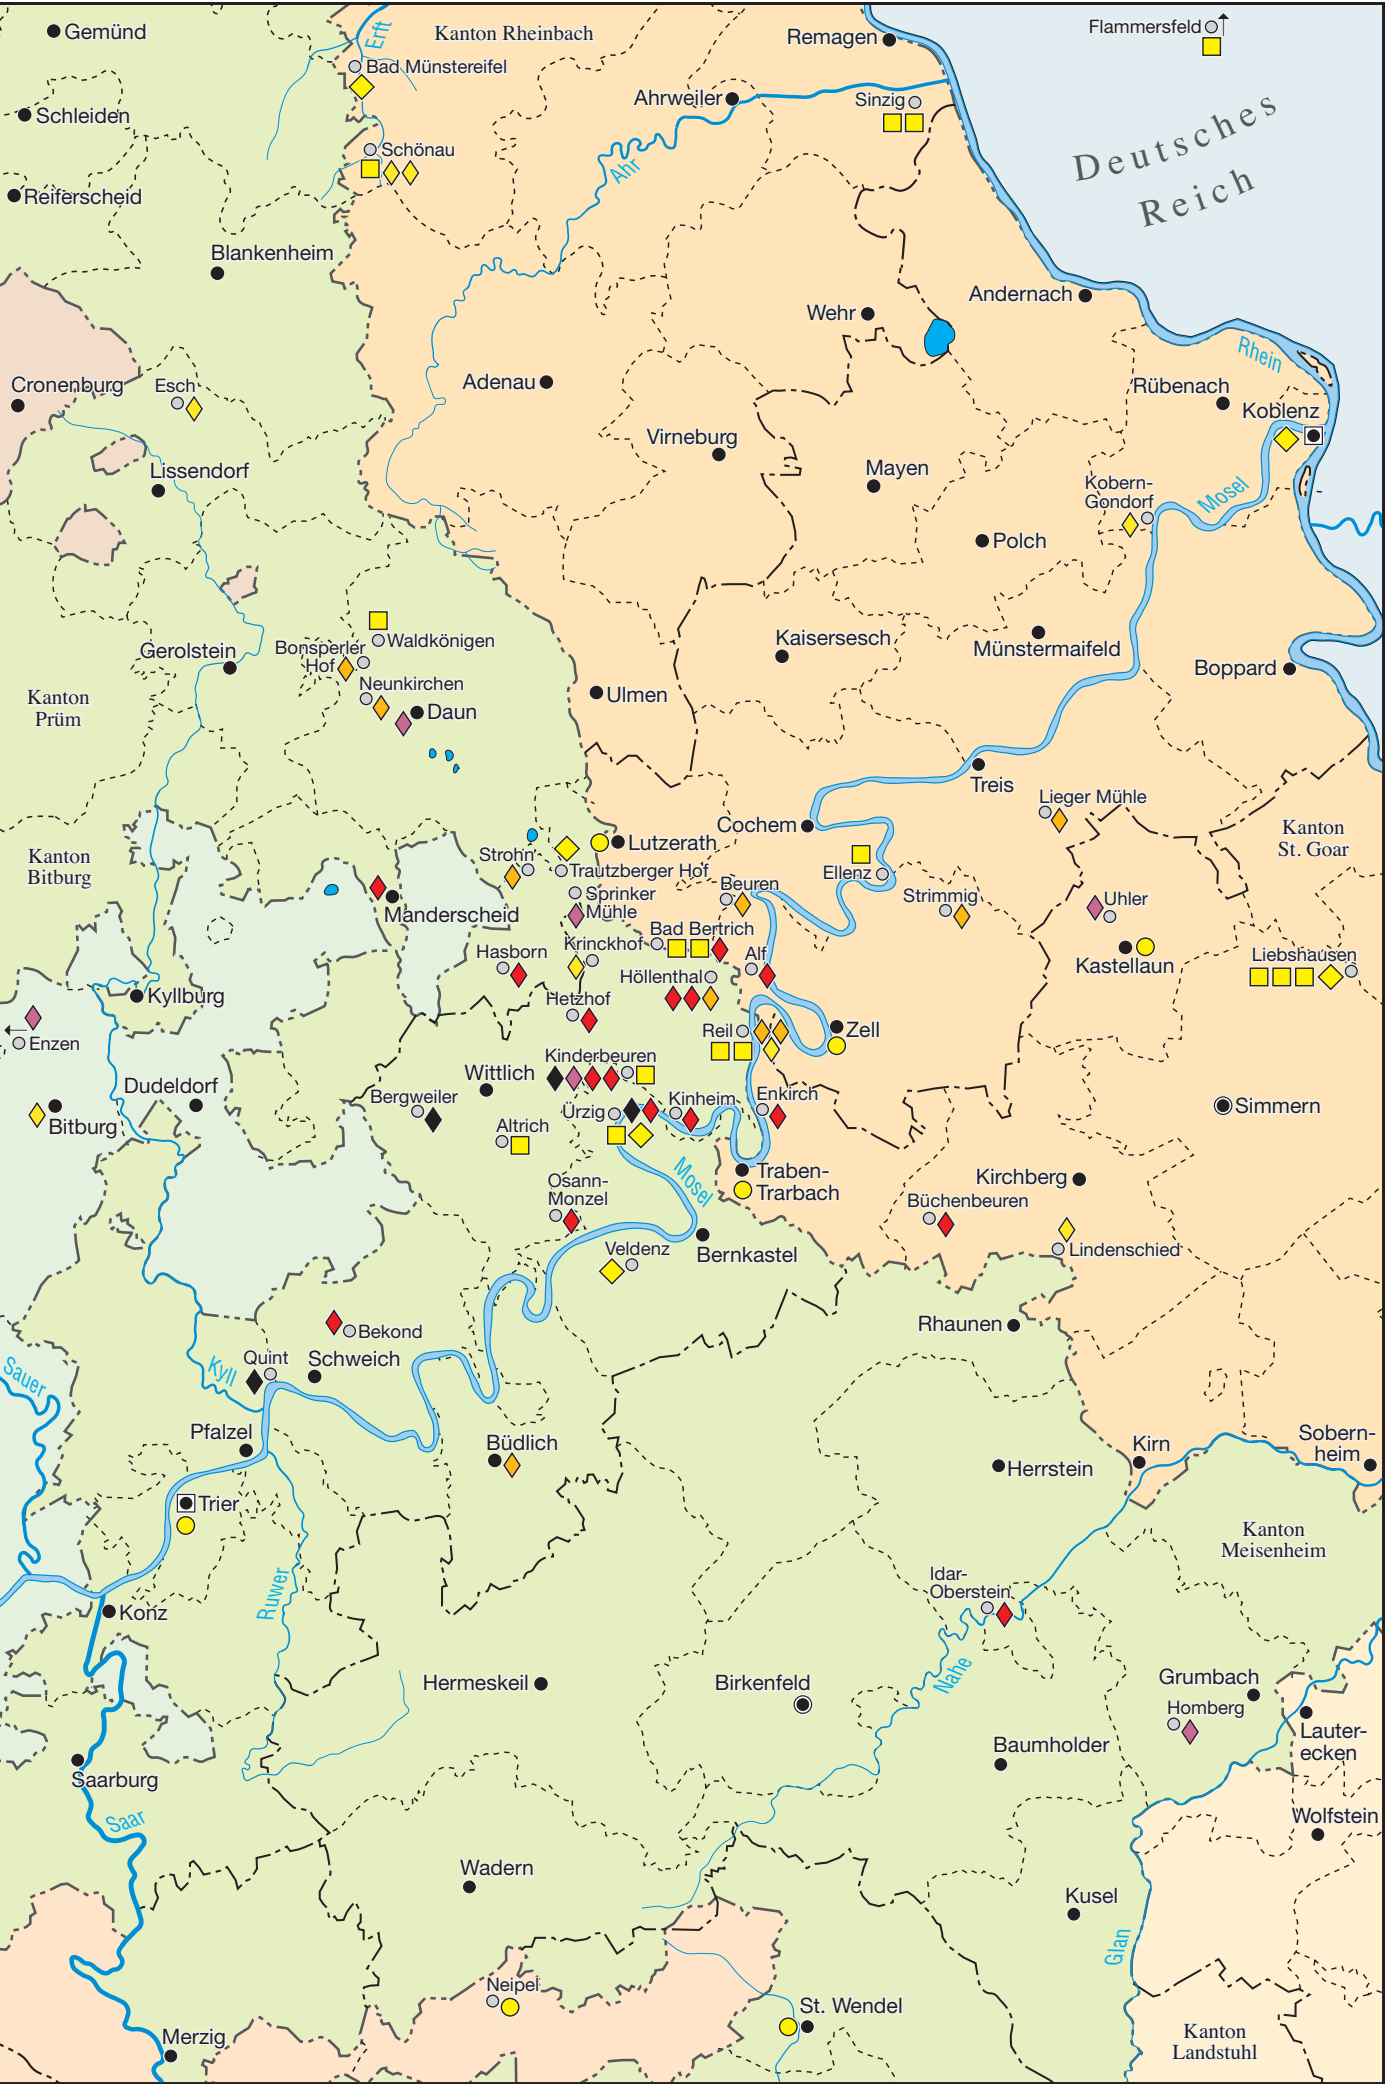 Flammersfeld
Gemünd
Erft
Kanton Rheinbach
Remagen
Bad Münstereifel
Ahrweiler
Sinzig
Schleiden
Deutsches
Reich
Schönau
Ahr
Reiferscheid
Blankenheim
Andernach
Wehr
Rhein
Cronenburg
Esch
Adenau
Rübenach
Koblenz
Virneburg
Lissendorf
Mayen
Kobern-
Gondorf
Mosel
Polch
Waldkönigen
Gerolstein
Bonsperler
Hof
Kaisersesch
Münstermaifeld
Boppard
Neunkirchen
Kanton
Prüm
Daun
Ulmen
Treis
Lieger Mühle
Cochem
Kanton
St. Goar
Lutzerath
Kanton
Bitburg
Strohn
Trautzberger Hof
Ellenz
Manderscheid
Sprinker
Mühle
Beuren
Strimmig
Uhler
Bad Bertrich
Hasborn
Krinckhof
Alf
Kastellaun
Liebshausen
Höllenthal
Kyllburg
Hetzhof
Reil
Zell
Enzen
Kinderbeuren
Wittlich
Dudeldorf
Bergweiler
Kinheim
Enkirch
Ürzig
Simmern
Bitburg
Altrich
Mosel
Traben-
Trarbach
Osann-
Monzel
Kirchberg
Büchenbeuren
Veldenz
Bernkastel
Lindenschied
Bekond
Rhaunen
Sauer
Kyll
Quint
Schweich
Pfalzel
Büdlich
Kirn
Sobern-
heim
Herrstein
Trier
Kanton
Meisenheim
Idar-
Oberstein
Ruwer
Konz
Hermeskeil
Birkenfeld
Nahe
Grumbach
Homberg
Lauter-
ecken
Baumholder
Saarburg
Saar
Wolfstein
Wadern
Kusel
Glan
Neipel
St. Wendel
Merzig
Kanton
Landstuhl